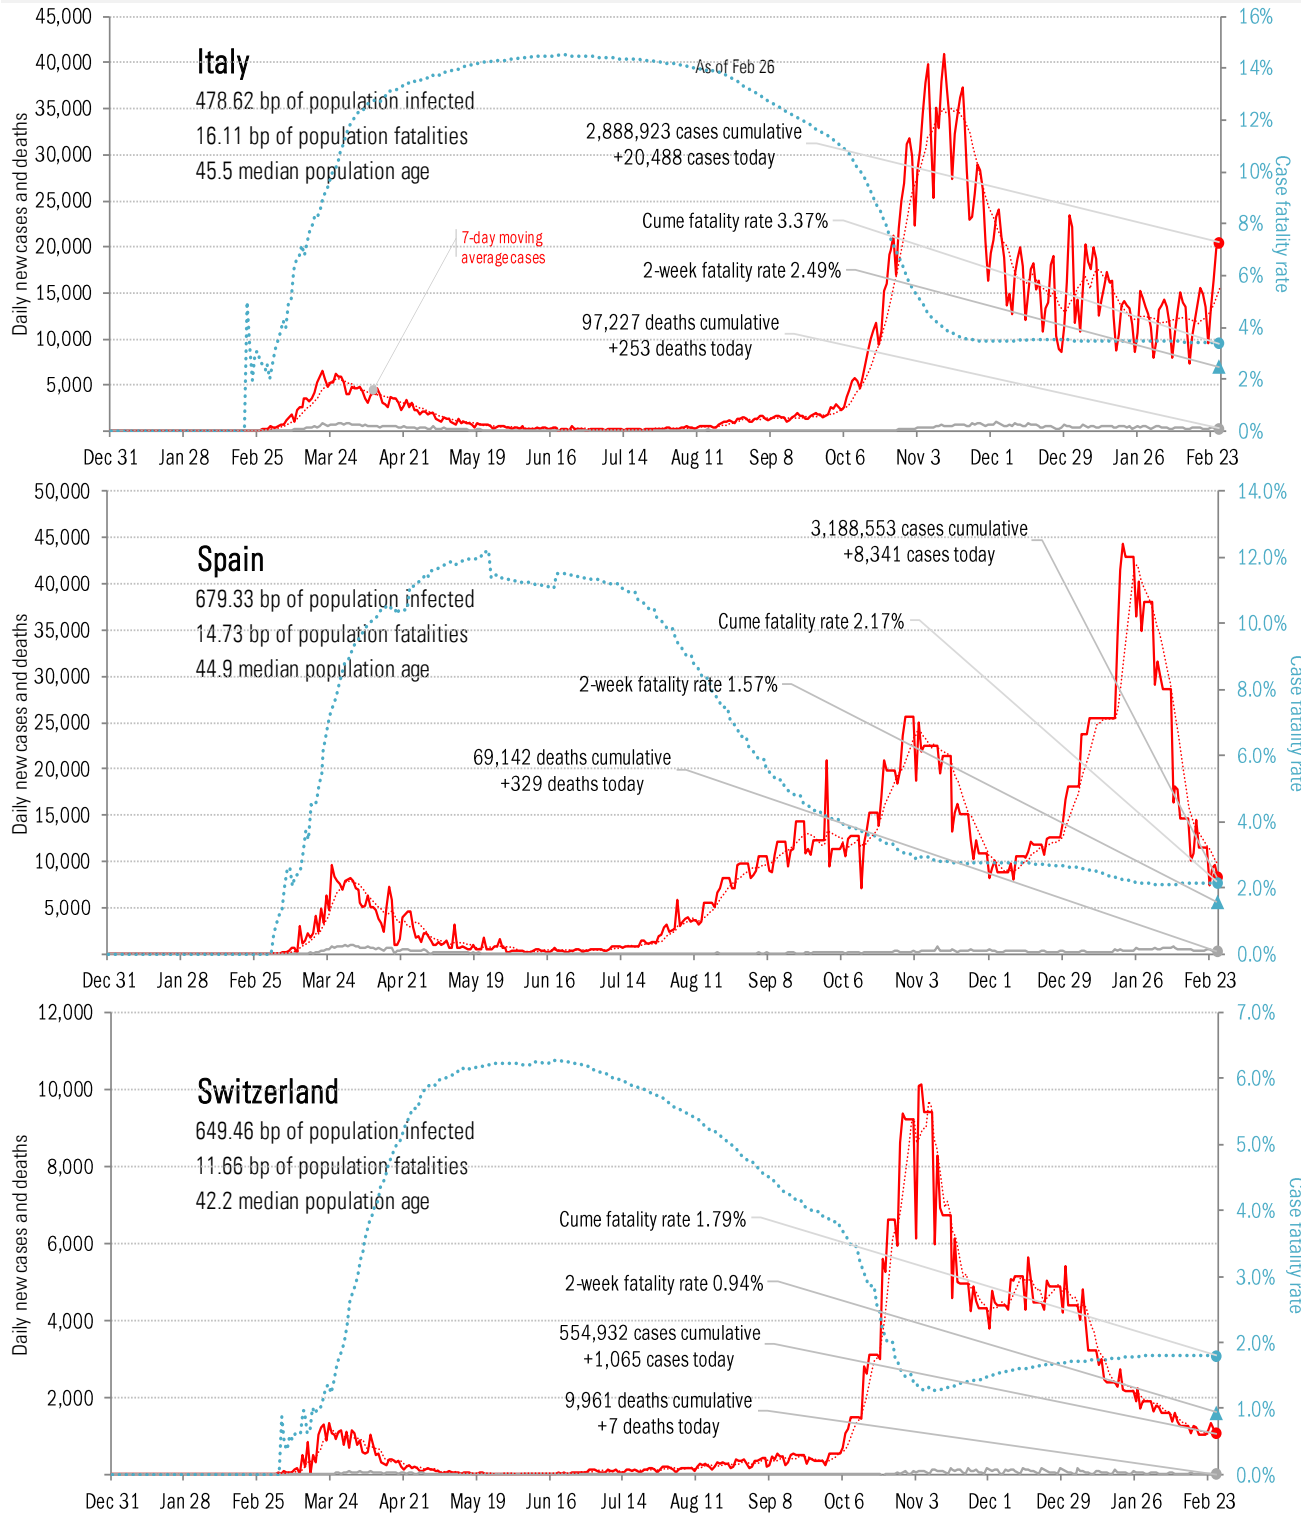 45,000
40,000
35,000
30,000
25,000
20,000
15,000
10,000
5,000
Daily new cases and deaths
Italy
478.62 bp of population infected
16.11 bp of population fatalities
45.5 median population age
As of Feb 26
2,888,923 cases cumulative
+20,488 cases today
Cume fatality rate 3.37%
7-day moving
average cases
2-week fatality rate 2.49%
97,227 deaths cumulative
+253 deaths today
16%
14%
12%
10%
8%
6%
4%
2%
0%
Case fatality rate
Dec 31 Jan 28 Feb 25 Mar 24 Apr 21 May 19 Jun 16 Jul 14 Aug 11 Sep 8 Oct 6 Nov 3 Dec 1 Dec 29 Jan 26 Feb 23
50,000
45,000
40,000
35,000
30,000
25,000
20,000
15,000
10,000
5,000
Daily new cases and deaths
Spain
679.33 bp of population infected
14.73 bp of population fatalities
44.9 median population age
3,188,553 cases cumulative
+8,341 cases today
Cume fatality rate 2.17%
2-week fatality rate 1.57%
69,142 deaths cumulative
+329 deaths today
14.0%
12.0%
10.0%
8.0%
6.0%
4.0%
2.0%
0.0%
Case fatality rate
Dec 31 Jan 28 Feb 25 Mar 24 Apr 21 May 19 Jun 16 Jul 14 Aug 11 Sep 8 Oct 6 Nov 3 Dec 1 Dec 29 Jan 26 Feb 23
12,000
10,000
8,000
6,000
4,000
2,000
Daily new cases and deaths
Switzerland
649.46 bp of population infected
11.66 bp of population fatalities
42.2 median population age
Cume fatality rate 1.79%
2-week fatality rate 0.94%
554,932 cases cumulative
+1,065 cases today
9,961 deaths cumulative
+7 deaths today
7.0%
6.0%
5.0%
4.0%
3.0%
2.0%
1.0%
0.0%
Case fatality rate
Dec 31 Jan 28 Feb 25 Mar 24 Apr 21 May 19 Jun 16 Jul 14 Aug 11 Sep 8 Oct 6 Nov 3 Dec 1 Dec 29 Jan 26 Feb 23